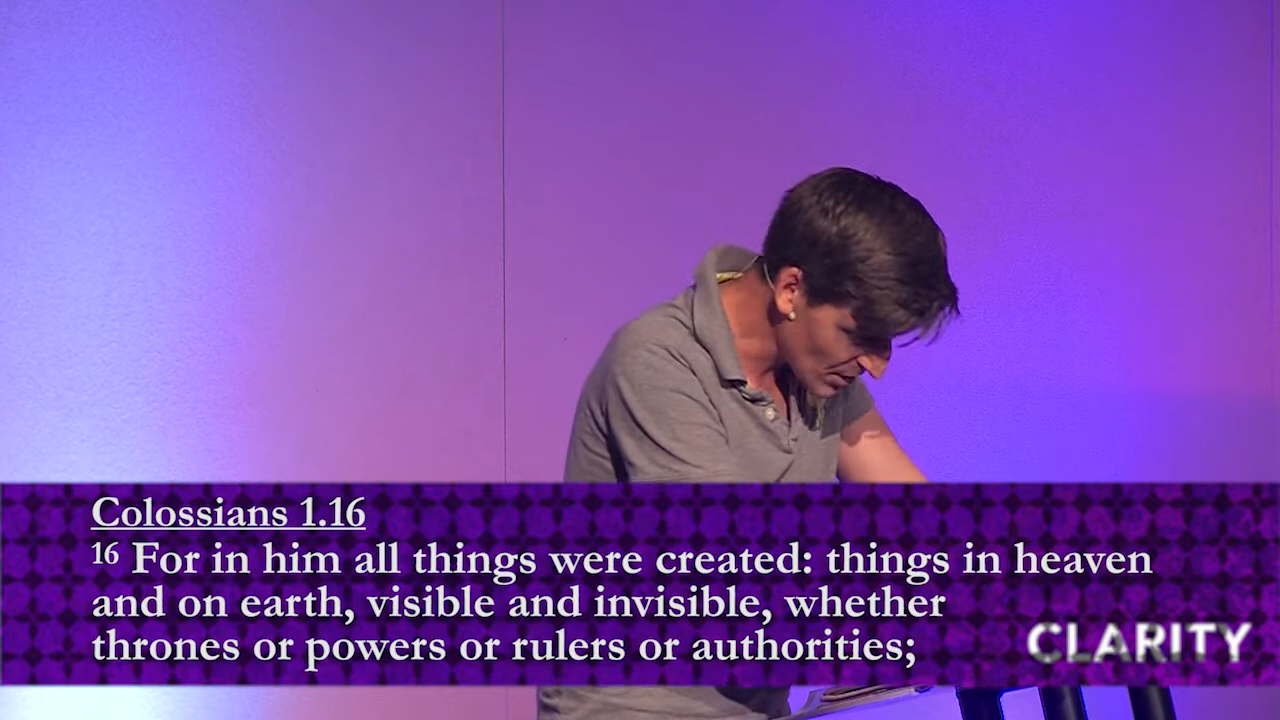 Colossians 1.16
16 For in him all things were created: things in heaven
and on earth, visible and invisible, whether
thrones or powers or rulers or authorities;
CLARITY